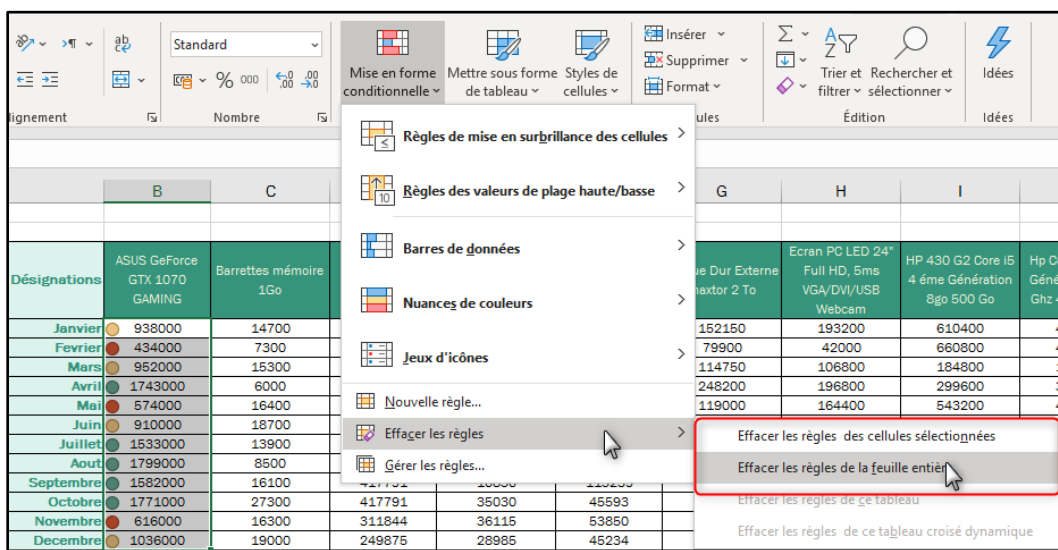 Standard
Insérer
Supprimer
Format
Mise en forme
conditionnelle
Mettre sous forme
de tableau
Styles de
cellules
% 000
Trier et
filtrer
Rechercher et
sélectionner
Idées
Nombre
Édition
Idées
Règles de mise en surbrillance des cellules
Règles des valeurs de plage haute/basse
Barres de données
Nuances de couleurs
Jeux d'icônes
Nouvelle règle...
Effacer les règles
Gérer les règles...
Effacer les règles des cellules sélectionnées
Effacer les règles de la feuille
Effacer les règles de ce tableau
Effacer les règles de ce tableau croisé dynamique
B C G H I
Désignations
ASUS GeForce
GTX 1070
GAMING
Barrettes mémoire
1Go
Dur Externe
2 To
Ecran PC LED 24"
Full HD, 5ms
VGA/DVI/USB
Webcam
HP 430 G2 Core i5
4 éme Génération
8go 500 Go
Janvier 938000 14700 152150 193200 610400
Fevrier 434000 7300 79900 42000 660800
Mars 952000 15300 114750 106800 184800
Avril 1743000 6000 248200 196800 299600
Mai 574000 16400 119000 164400 543200
Juin 910000 18700
Juillet 1533000 13900
Aout 1799000 8500
Septembre 1582000 16100
Octobre 1771000 27300 417791 35030 45593
Novembre 616000 16300 311844 36115 53850
Decembre 1036000 19000 249875 28985 45234